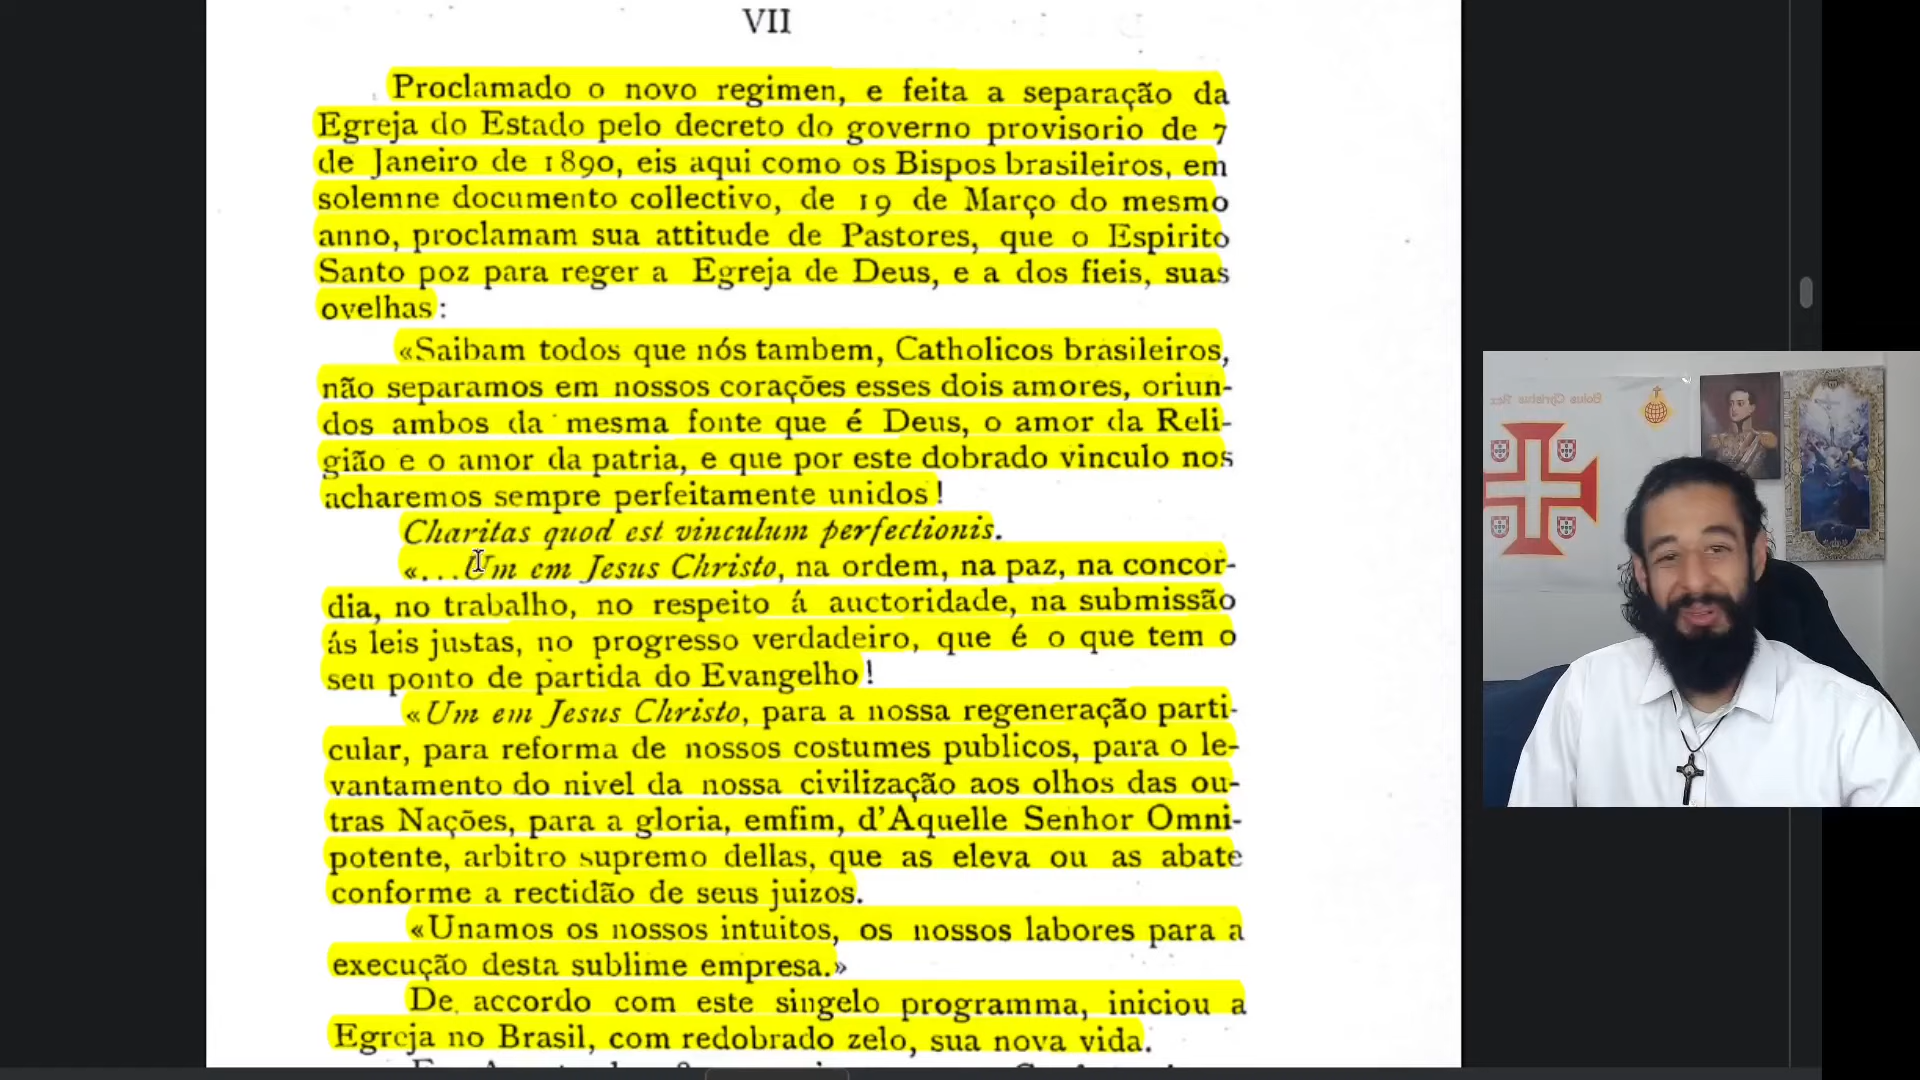 VII
Proclamado o novo regimen, e feita a separação da
Egreja do Estado pelo decreto do governo provisorio de 7
de Janeiro de 1890, eis aqui como os Bispos brasileiros, em
solemne documento collectivo, de 19 de Março do mesmo
anno, proclamam sua attitude de Pastores, que o Espirito
Santo poz para reger a Egreja de Deus, e a dos fieis, suas
ovelhas:
«Saibam todos que nós tambem, Catholicos brasileiros,
não separamos em nossos corações esses dois amores, oriun-
dos ambos da mesma fonte que é Deus, o amor da Reli-
gião e o amor da patria, e que por este dobrado vinculo nos
acharemos sempre perfeitamente unidos!
Charitas quod est vinculum perfectionis.
«...Um em Jesus Christo, na ordem, na paz, na concor-
dia, no trabalho, no respeito á auctoridade, na submissão
ás leis justas, no progresso verdadeiro, que é o que tem o
seu ponto de partida do Evangelho!
«Um em Jesus Christo, para a nossa regeneração parti-
cular, para reforma de nossos costumes publicos, para o le-
vantamento do nivel da nossa civilização aos olhos das ou-
tras Nações, para a gloria, emfim, d'Aquelle Senhor Omni-
potente, arbitro supremo dellas, que as eleva ou as abate
conforme a rectidão de seus juizos.
«Unamos os nossos intuitos, os nossos labores para a
execução desta sublime empresa.»
De accordo com este singelo programma, iniciou a
Egreja no Brasil, com redobrado zelo, sua nova vida.
Solus Christus Rex